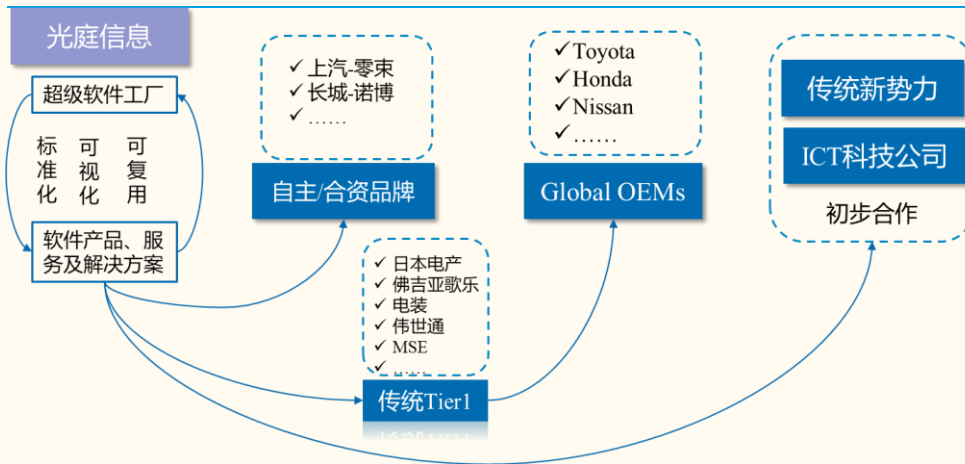 光庭信息
超级软件工厂
标准化
可视化
可复用
软件产品、服
务及解决方案
✓ 上汽-零束
✓ 长城-诺博
✓ ……
自主/合资品牌
✓ 日本电产
✓ 佛吉亚歌乐
✓ 电装
✓ 伟世通
✓ MSE
✓ ……
传统Tier1
✓ Toyota
✓ Honda
✓ Nissan
✓ ……
Global OEMs
传统新势力
ICT科技公司
初步合作